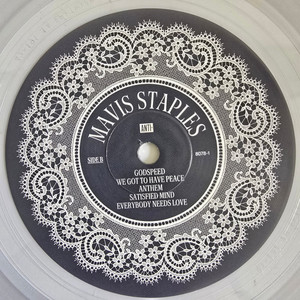 MAVIS STAPLES
ANTI-
SIDE B
GODSPEED
WE GOT TO HAVE PEACE
ANTHEM
SATISFIED MIND
EVERYBODY NEEDS LOVE